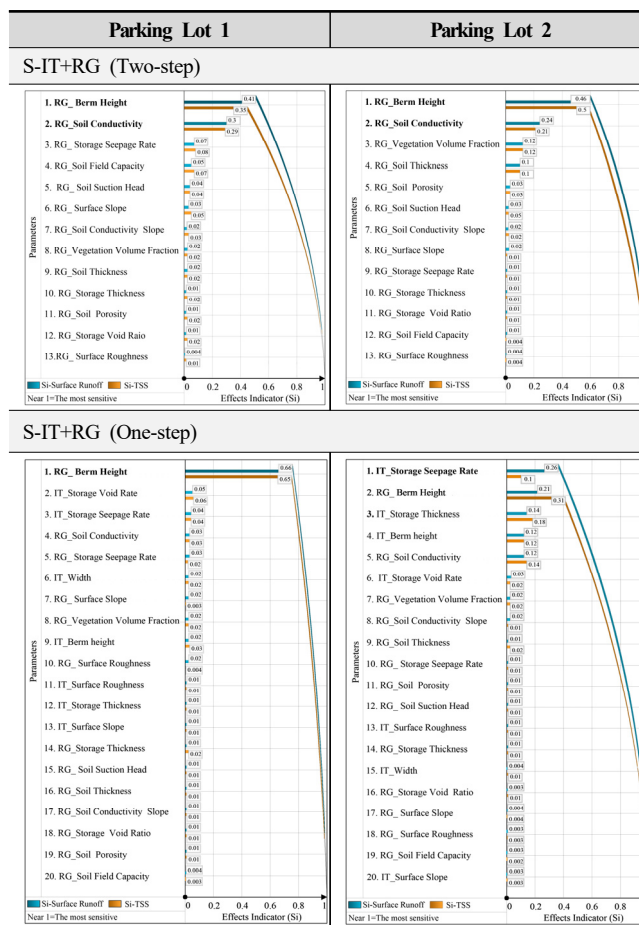 Parking Lot 1
Parking Lot 2
S-IT+RG (Two-step)
Parameters
1. RG_Berm Height 0.41 0.35
2. RG_Soil Conductivity 0.3 0.29
3. RG_ Storage Seepage Rate 0.07 0.08
4. RG_Soil Field Capacity 0.05 0.07
5. RG_ Soil Suction Head 0.04 0.04
6. RG_ Surface Slope 0.03 0.05
7. RG_Soil Conductivity Slope 0.02 0.03
8. RG_Vegetation Volume Fraction 0.02 0.02
9. RG_Soil Thickness 0.02 0.02
10. RG_Storage Thickness 0.01 0.02
11. RG_Soil Porosity 0.01 0.02
12. RG_Storage Void Raio 0.01 0.02
13.RG_ Surface Roughness 0.004 0.01
Si-Surface Runoff Si-TSS
Near 1=The most sensitive
0 0.2 0.4 0.6 0.8 1
Effects Indicator (Si)
Parameters
1. RG_Berm Height 0.46 0.5
2. RG_Soil Conductivity 0.24 0.21
3. RG_Vegetation Volume Fraction 0.12 0.12
4. RG_Soil Thickness 0.1 0.1
5. RG_Soil Porosity 0.03 0.05
6. RG_Soil Suction Head 0.03 0.05
7. RG_Soil Conductivity Slope 0.02 0.02
8. RG_Surface Slope 0.02 0.01
9. RG_Storage Seepage Rate 0.01 0.01
10. RG_Storage Thickness 0.01 0.01
11. RG_Storage Void Ratio 0.01 0.01
12. RG_Soil Field Capacity 0.01 0.004
13. RG_Surface Roughness 0.004 0.004
Si-Surface Runoff Si-TSS
Near 1=The most sensitive
0 0.2 0.4 0.6 0.8
Effects Indicator (Si)
S-IT+RG (One-step)
Parameters
1. RG_ Berm Height 0.66 0.65
2. IT_Storage Void Rate 0.05 0.06
3. IT_Storage Seepage Rate 0.04 0.04
4. RG_Soil Conductivity 0.03 0.03
5. RG_ Storage Seepage Rate 0.03 0.02
6. IT_Width 0.02 0.02
7. RG_ Surface Slope 0.02 0.003
8. RG_Vegetation Volume Fraction 0.02 0.02
9. IT_Berm height 0.02 0.03
10. RG_ Surface Roughness 0.02 0.004
11. IT_Surface Roughness 0.01 0.01
12. IT_Storage Thickness 0.01 0.01
13. IT_Surface Slope 0.01 0.01
14. RG_Storage Thickness 0.01 0.02
15. RG_ Soil Suction Head 0.01 0.01
16. RG_Soil Thickness 0.01 0.01
17. RG_Soil Conductivity Slope 0.01 0.01
18. RG_Storage Void Ratio 0.01 0.01
19. RG_Soil Porosity 0.01 0.01
20. RG_Soil Field Capacity 0.004 0.003
Si-Surface Runoff Si-TSS
Near 1=The most sensitive
0 0.2 0.4 0.6 0.8 1
Effects Indicator (Si)
Parameters
1. IT_Storage Seepage Rate 0.26 0.1
2. RG_ Berm Height 0.21 0.31
3. IT_Storage Thickness 0.14 0.18
4. IT_Berm height 0.12 0.12
5. RG_Soil Conductivity 0.12 0.14
6. IT_Storage Void Rate 0.03 0.02
7. RG_Vegetation Volume Fraction 0.02 0.02
8. RG_Soil Conductivity Slope 0.02 0.01
9. RG_Soil Thickness 0.01 0.02
10. RG_ Storage Seepage Rate 0.01 0.01
11. RG_Soil Porosity 0.01 0.01
12. RG_ Soil Suction Head 0.01 0.01
13. IT_Surface Roughness 0.01 0.01
14. RG_Storage Thickness 0.01 0.01
15. IT_Width 0.004 0.01
16. RG_Storage Void Ratio 0.003 0.01
17. RG_ Surface Slope 0.004 0.004
18. RG_ Surface Roughness 0.003 0.003
19. RG_Soil Field Capacity 0.003 0.002
20. IT_Surface Slope 0.003 0.003
Si-Surface Runoff Si-TSS
Near 1=The most sensitive
0 0.2 0.4 0.6 0.8
Effects Indicator (Si)